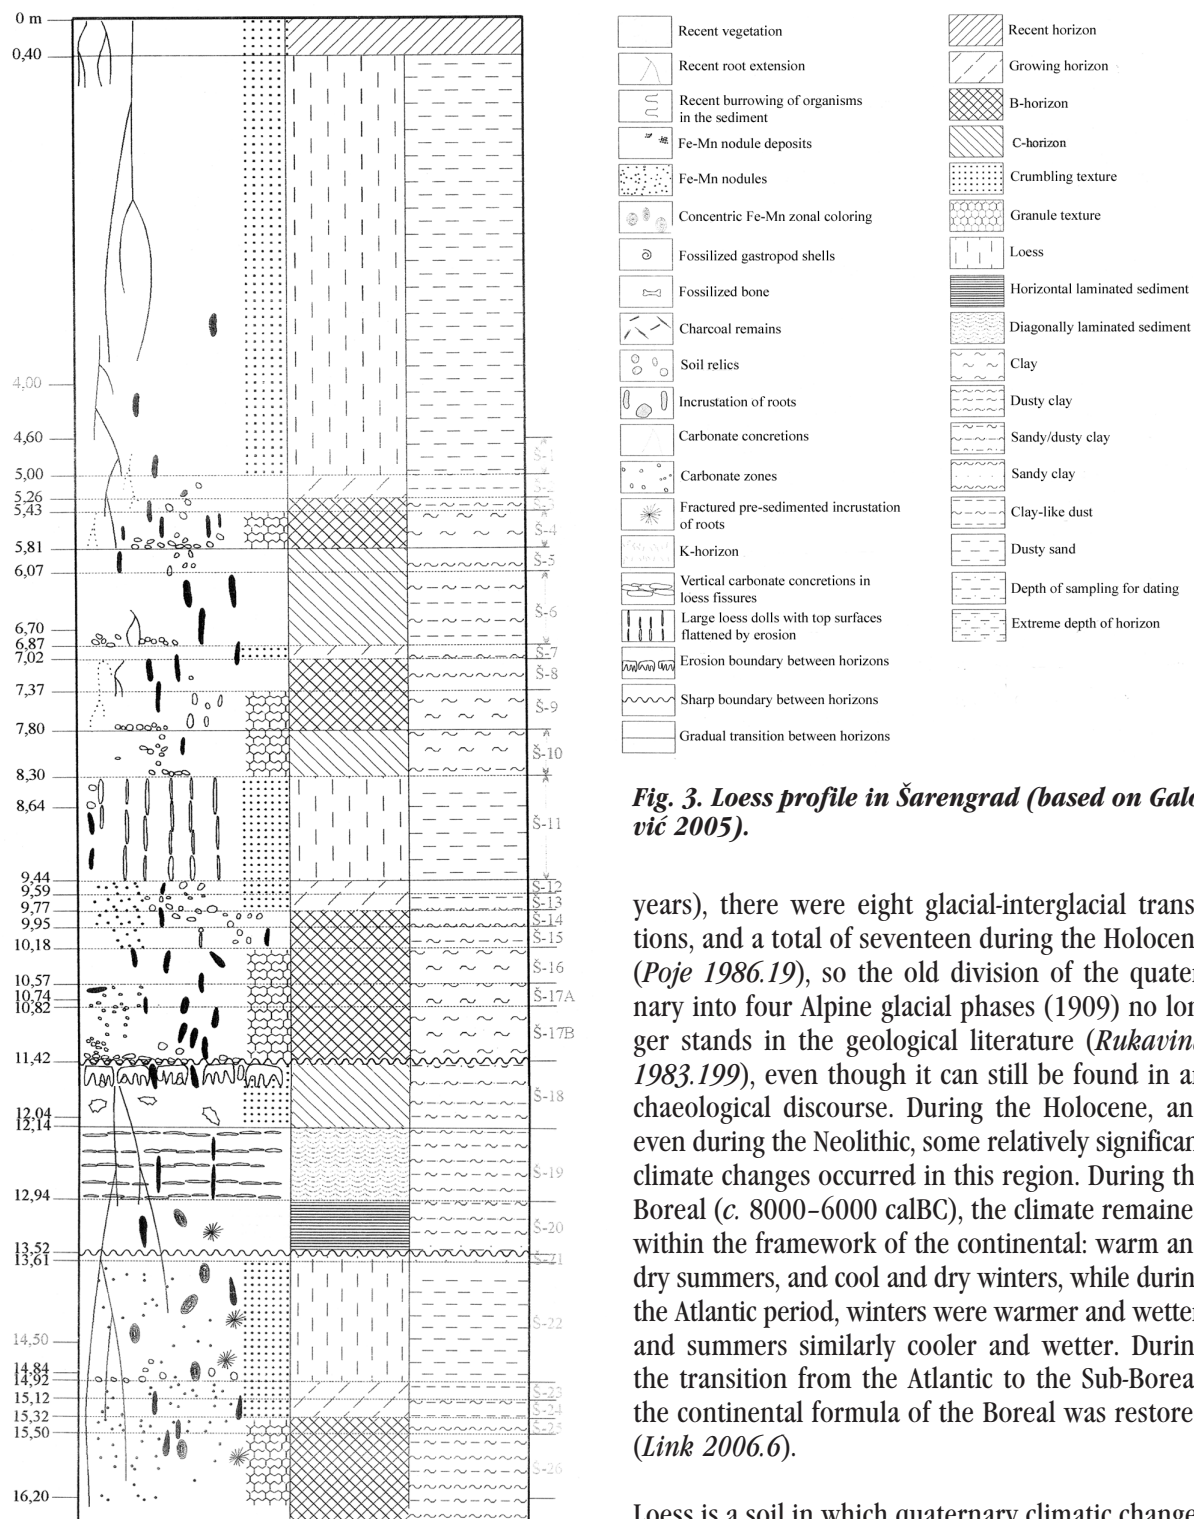 0 m
0,40
4,00
4,60
5,00
5,26
5,43
5,81
6,07
6,70
6,87
7,02
7,37
7,80
8,30
8,64
9,44
9,59
9,77
9,95
10,18
10,57
10,74
10,82
11,42
12,04
12,14
12,94
13,52
13,61
14,50
14,84
14,92
15,12
15,32
15,50
16,20
Š-1
Š-4
Š-5
Š-6
Š-7
Š-8
Š-9
Š-10
Š-11
Š-12
Š-13
Š-14
Š-15
Š-16
Š-17A
Š-17B
Š-18
Š-19
Š-20
Š-21
Š-22
Š-23
Š-24
Š-25
Š-26
Recent vegetation
Recent root extension
Recent burrowing of organisms
in the sediment
Fe-Mn nodule deposits
Fe-Mn nodules
Concentric Fe-Mn zonal coloring
Fossilized gastropod shells
Fossilized bone
Charcoal remains
Soil relics
Incrustation of roots
Carbonate concretions
Carbonate zones
Fractured pre-sedimented incrustation
of roots
K-horizon
Vertical carbonate concretions in
loess fissures
Large loess dolls with top surfaces
flattened by erosion
Erosion boundary between horizons
Sharp boundary between horizons
Gradual transition between horizons
Recent horizon
Growing horizon
B-horizon
C-horizon
Crumbling texture
Granule texture
Loess
Horizontal laminated sediment
Diagonally laminated sediment
Clay
Dusty clay
Sandy/dusty clay
Sandy clay
Clay-like dust
Dusty sand
Depth of sampling for dating
Extreme depth of horizon
Fig. 3. Loess profile in Šarengrad (based on Galo
vić 2005).
years), there were eight glacial-interglacial trans
tions, and a total of seventeen during the Holocen
(Poje 1986.19), so the old division of the quater
nary into four Alpine glacial phases (1909) no lon
ger stands in the geological literature (Rukavina
1983.199), even though it can still be found in ar
chaeological discourse. During the Holocene, an
even during the Neolithic, some relatively significan
climate changes occurred in this region. During th
Boreal (c. 8000–6000 calBC), the climate remaine
within the framework of the continental: warm an
dry summers, and cool and dry winters, while durin
the Atlantic period, winters were warmer and wetter
and summers similarly cooler and wetter. Durin
the transition from the Atlantic to the Sub-Borea
the continental formula of the Boreal was restore
(Link 2006.6).
Loess is a soil in which quaternary climatic change